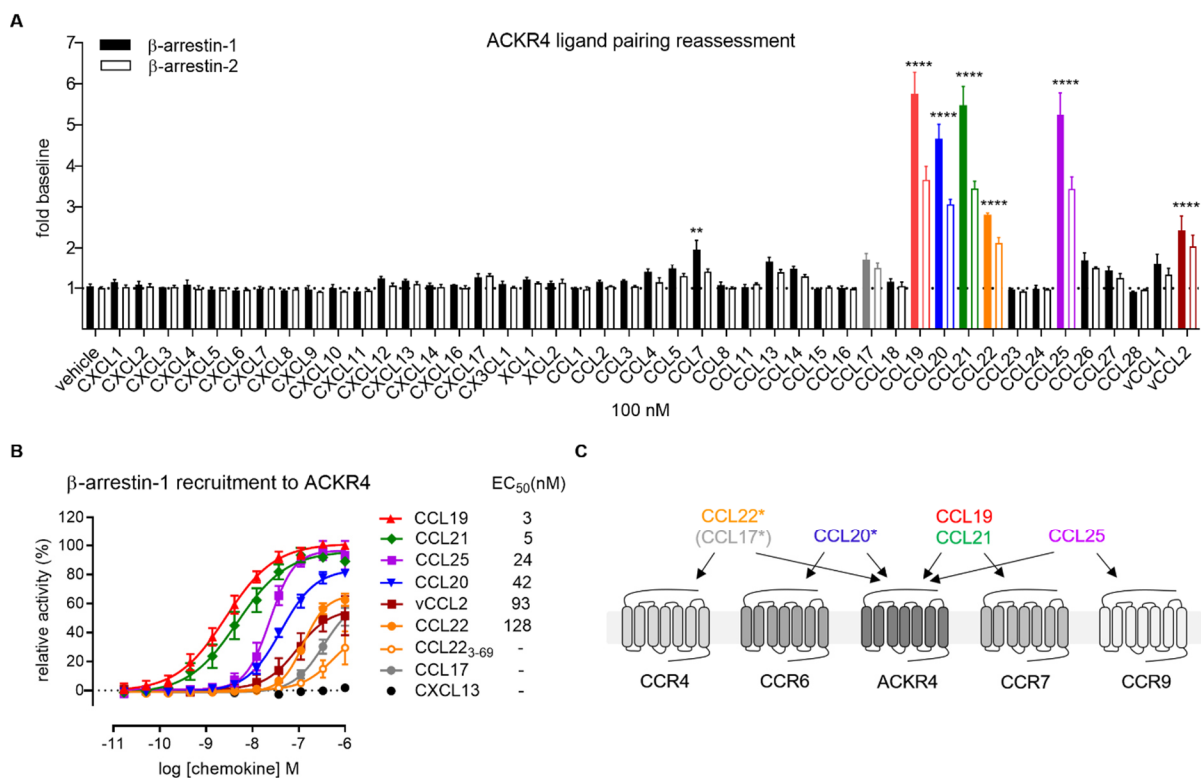 A
ACKR4 ligand pairing reassessment
β-arrestin-1
β-arrestin-2
fold baseline
7
6
5
4
3
2
1
**
****
****
****
****
****
****
vehicle
CXCL1
CXCL2
CXCL3
CXCL4
CXCL5
CXCL6
CXCL7
CXCL8
CXCL9
CXCL10
CXCL11
CXCL12
CXCL13
CXCL14
CXCL16
CXCL17
CX3CL1
XCL1
XCL2
CCL1
CCL2
CCL3
CCL4
CCL5
CCL7
CCL8
CCL11
CCL13
CCL14
CCL15
CCL16
CCL17
CCL18
CCL19
CCL20
CCL21
CCL22
CCL23
CCL24
CCL25
CCL26
CCL27
CCL28
vCCL1
vCCL2
100 nM
B
β-arrestin-1 recruitment to ACKR4
EC50(nM)
relative activity (%)
120
100
80
60
40
20
0
-11 -10 -9 -8 -7 -6
log [chemokine] M
CCL19 3
CCL21 5
CCL25 24
CCL20 42
vCCL2 93
CCL22 128
CCL223-69 -
CCL17 -
CXCL13 -
C
CCL22*
(CCL17*)
CCL20*
CCL19
CCL21
CCL25
CCR4 CCR6 ACKR4 CCR7 CCR9